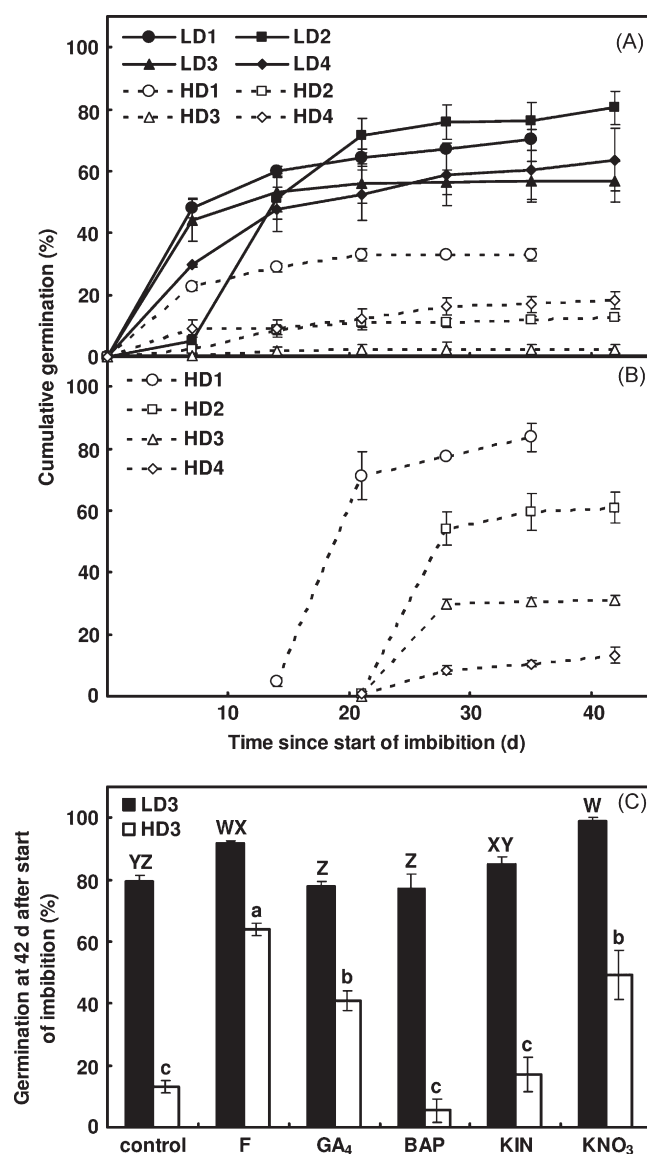 100
80
60
40
20
0
(A)
LD1 LD2
LD3 LD4
HD1 HD2
HD3 HD4
Cumulative germination (%)
100
80
60
40
20
0
(B)
HD1
HD2
HD3
HD4
10 20 30 40
Time since start of imbibition (d)
Germination at 42 d after start
of imbibition (%)
100
80
60
40
20
0
(C)
LD3
HD3
YZ WX Z Z XY W
c a b c c b
control F GA₄ BAP KIN KNO₃